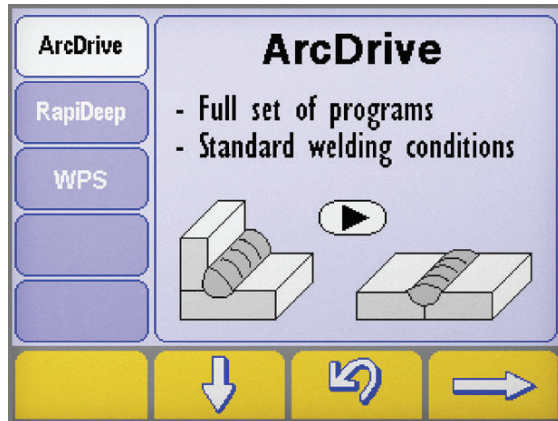 ArcDrive
RapiDeep
WPS
ArcDrive
- Full set of programs
- Standard welding conditions